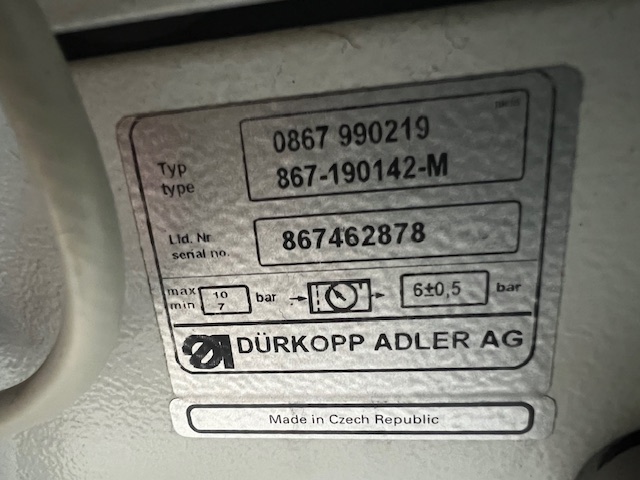 0867 990219
Typ
type
867-190142-M
Lfd. Nr
serial no.
867462878
max
min
10
7
bar
6±0,5
bar
DÜRKOPP ADLER AG
Made in Czech Republic